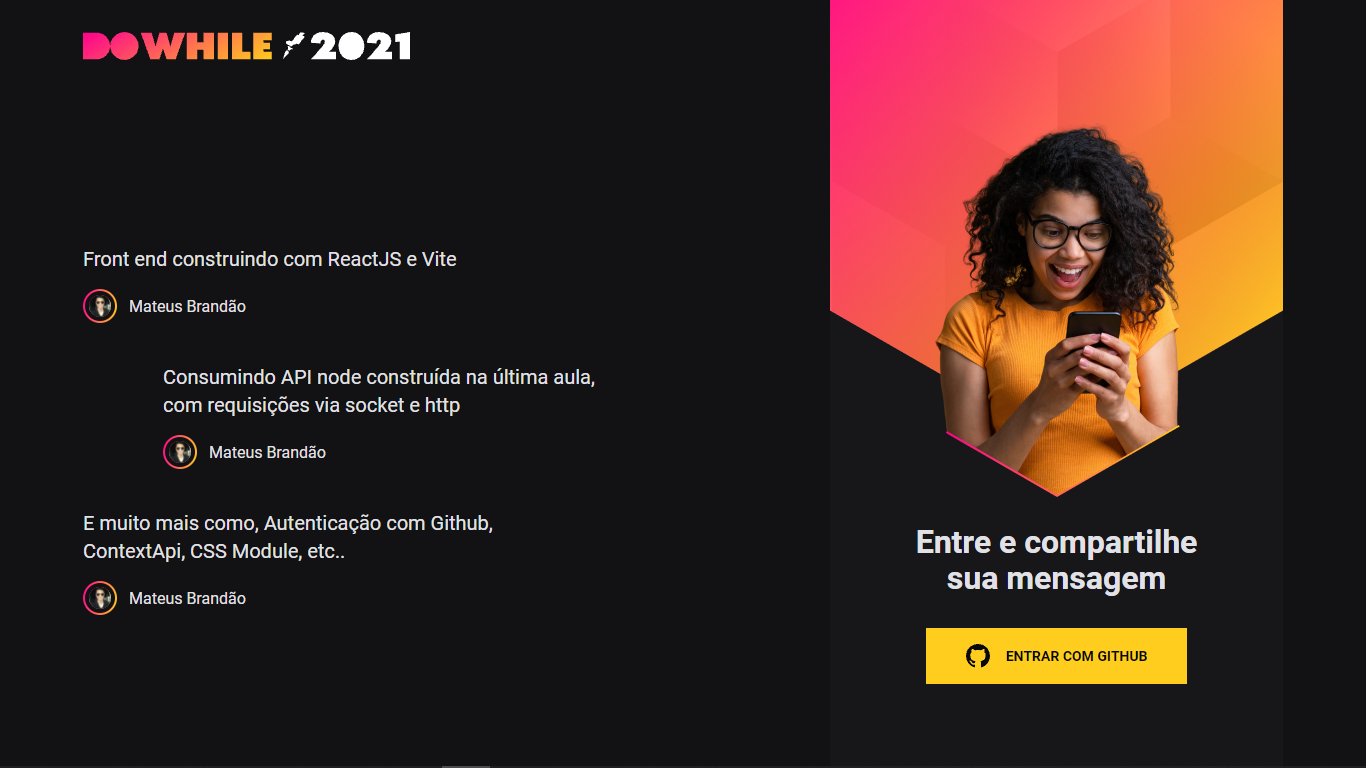 DOWHILE 2021
Front end construindo com ReactJS e Vite
Mateus Brandão
Consumindo API node construída na última aula,
com requisições via socket e http
Mateus Brandão
E muito mais como, Autenticação com Github,
ContextApi, CSS Module, etc..
Mateus Brandão
Entre e compartilhe
sua mensagem
ENTRAR COM GITHUB